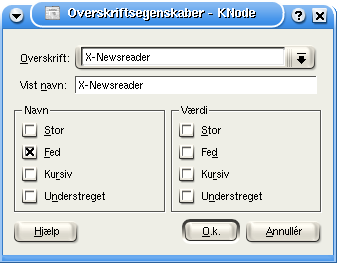 Overskriftsegenskaber - KNode
Overskrift: X-Newsreader
Vist navn: X-Newsreader
Navn Værdi
Stor Stor
Fed Fed
Kursiv Kursiv
Understreget Understreget
Hjælp O.k. Annullér